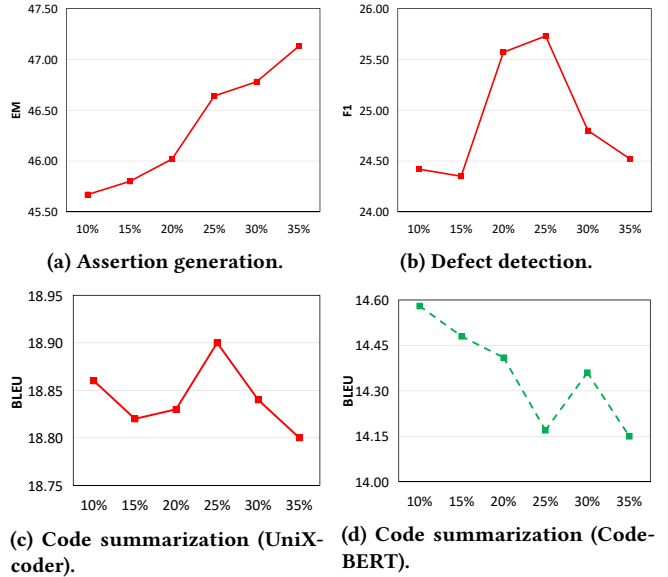 47.50
47.00
46.50
46.00
45.50
EM
10% 15% 20% 25% 30% 35%
(a) Assertion generation.
26.00
25.50
25.00
24.50
24.00
F1
10% 15% 20% 25% 30% 35%
(b) Defect detection.
18.95
18.90
18.85
18.80
18.75
BLEU
10% 15% 20% 25% 30% 35%
(c) Code summarization (UniX-
coder).
14.60
14.45
14.30
14.15
14.00
BLEU
10% 15% 20% 25% 30% 35%
(d) Code summarization (Code-
BERT).